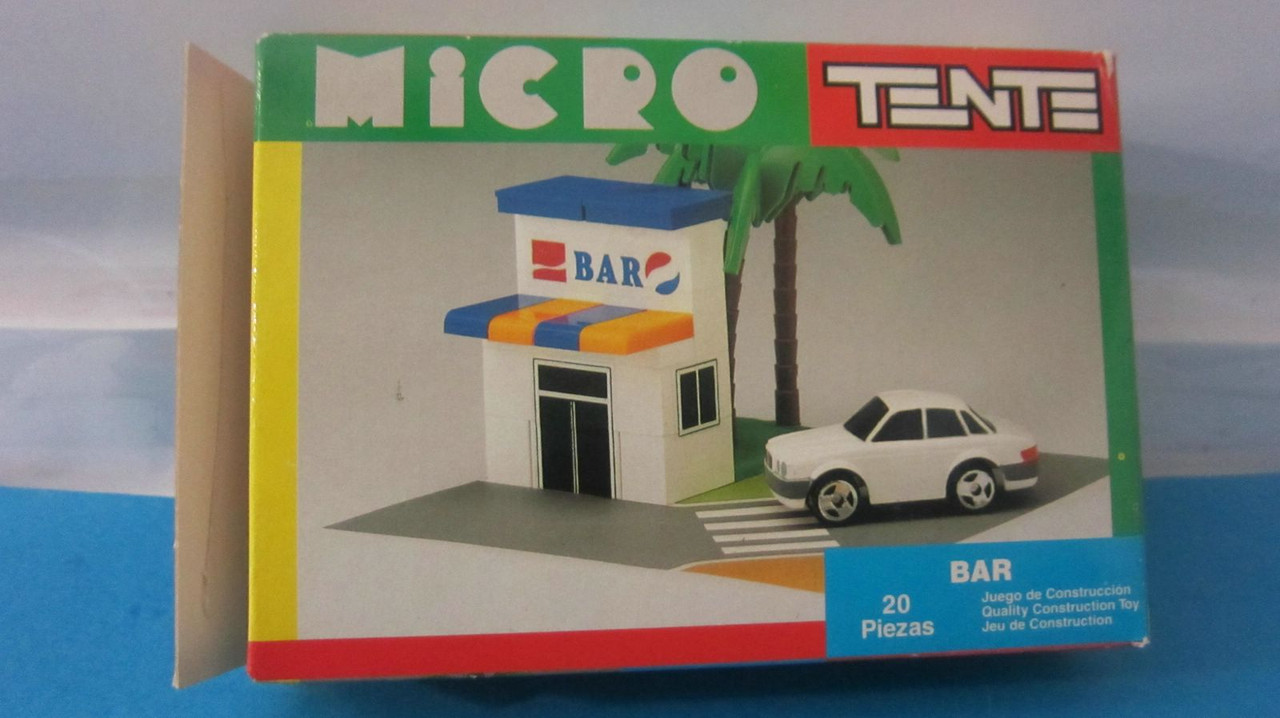 MiCRO TENTE
BAR
BAR
20
Piezas
Juego de Construcción
Quality Construction Toy
Jeu de Construction